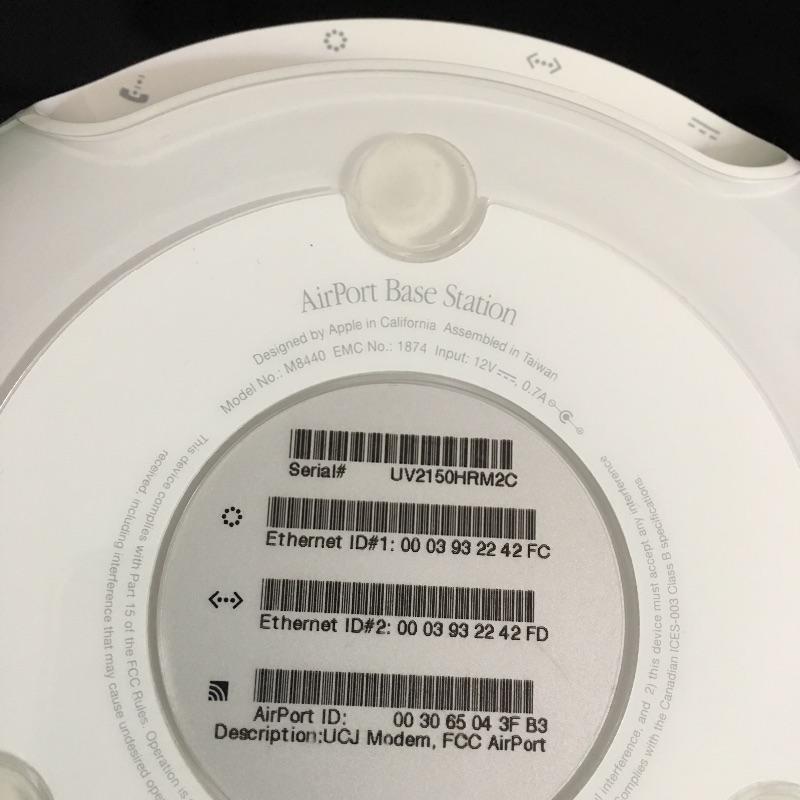 AirPort Base Station
Designed by Apple in California Assembled in Taiwan
Model No.: M8440 EMC No.: 1874 Input: 12V 0.7A
Serial# UV2150HRM2C
Ethernet ID#1: 00 03 93 22 42 FC
Ethernet ID#2: 00 03 93 22 42 FD
AirPort ID: 00 30 65 04 3F B3
Description:UCJ Modem, FCC AirPort
This device complies with Part 15 of the FCC Rules. Operation is
received, including interference that may cause undesired
interference, and 2) this device must accept any interference
Complies with the Canadian ICES-003 Class B specifications